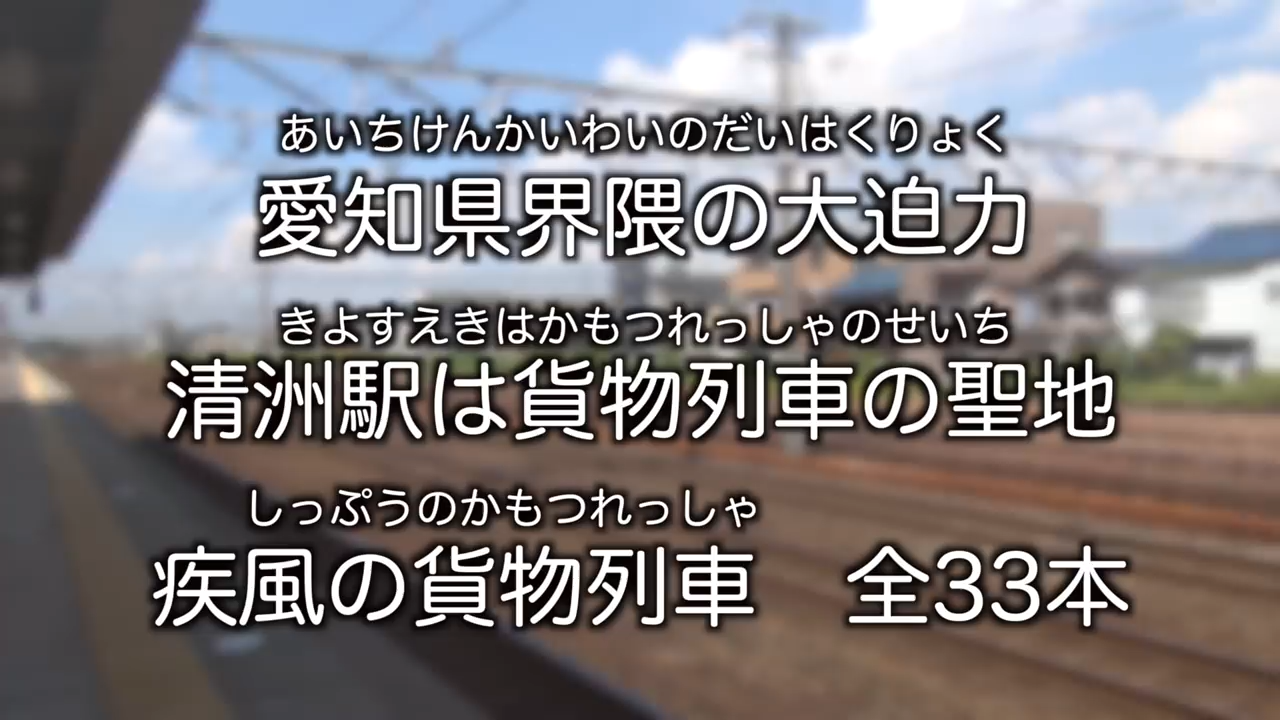 あいちけんかいわいのだいはくりょく
愛知県界隈の大迫力
きよすえきはかもつれっしゃのせいち
清洲駅は貨物列車の聖地
しっぷうのかもつれっしゃ
疾風の貨物列車　全33本